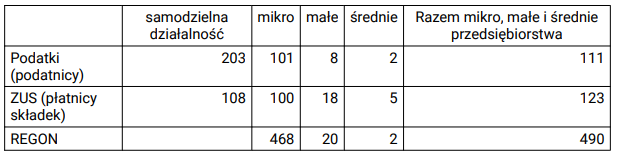 samodzielna działalność mikro małe średnie Razem mikro, małe i średnie przedsiębiorstwa
Podatki (podatnicy) 203 101 8 2 111
ZUS (płatnicy składek) 108 100 18 5 123
REGON 468 20 2 490